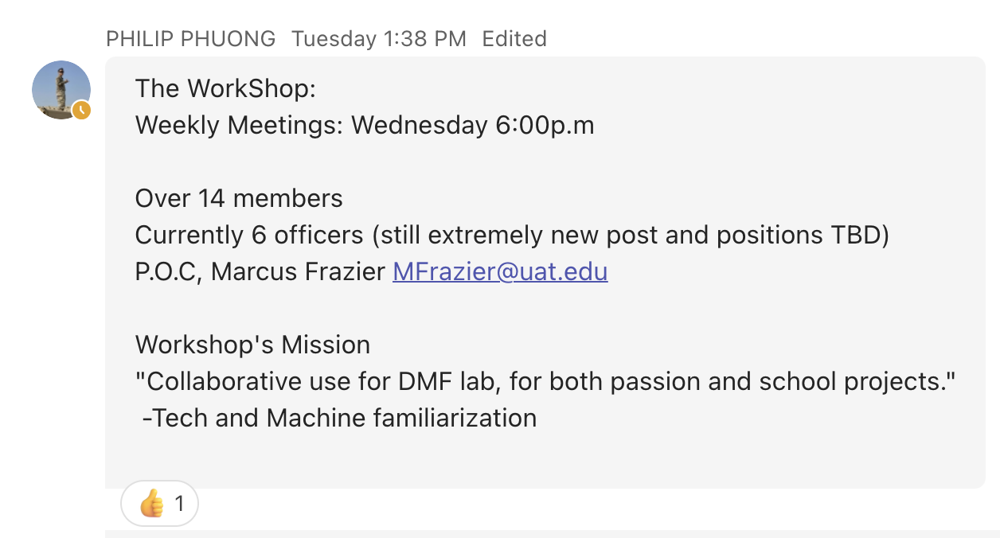 PHILIP PHUONG Tuesday 1:38 PM Edited
The WorkShop:
Weekly Meetings: Wednesday 6:00p.m
Over 14 members
Currently 6 officers (still extremely new post and positions TBD)
P.O.C, Marcus Frazier MFrazier@uat.edu
Workshop's Mission
"Collaborative use for DMF lab, for both passion and school projects."
-Tech and Machine familiarization
👍 1